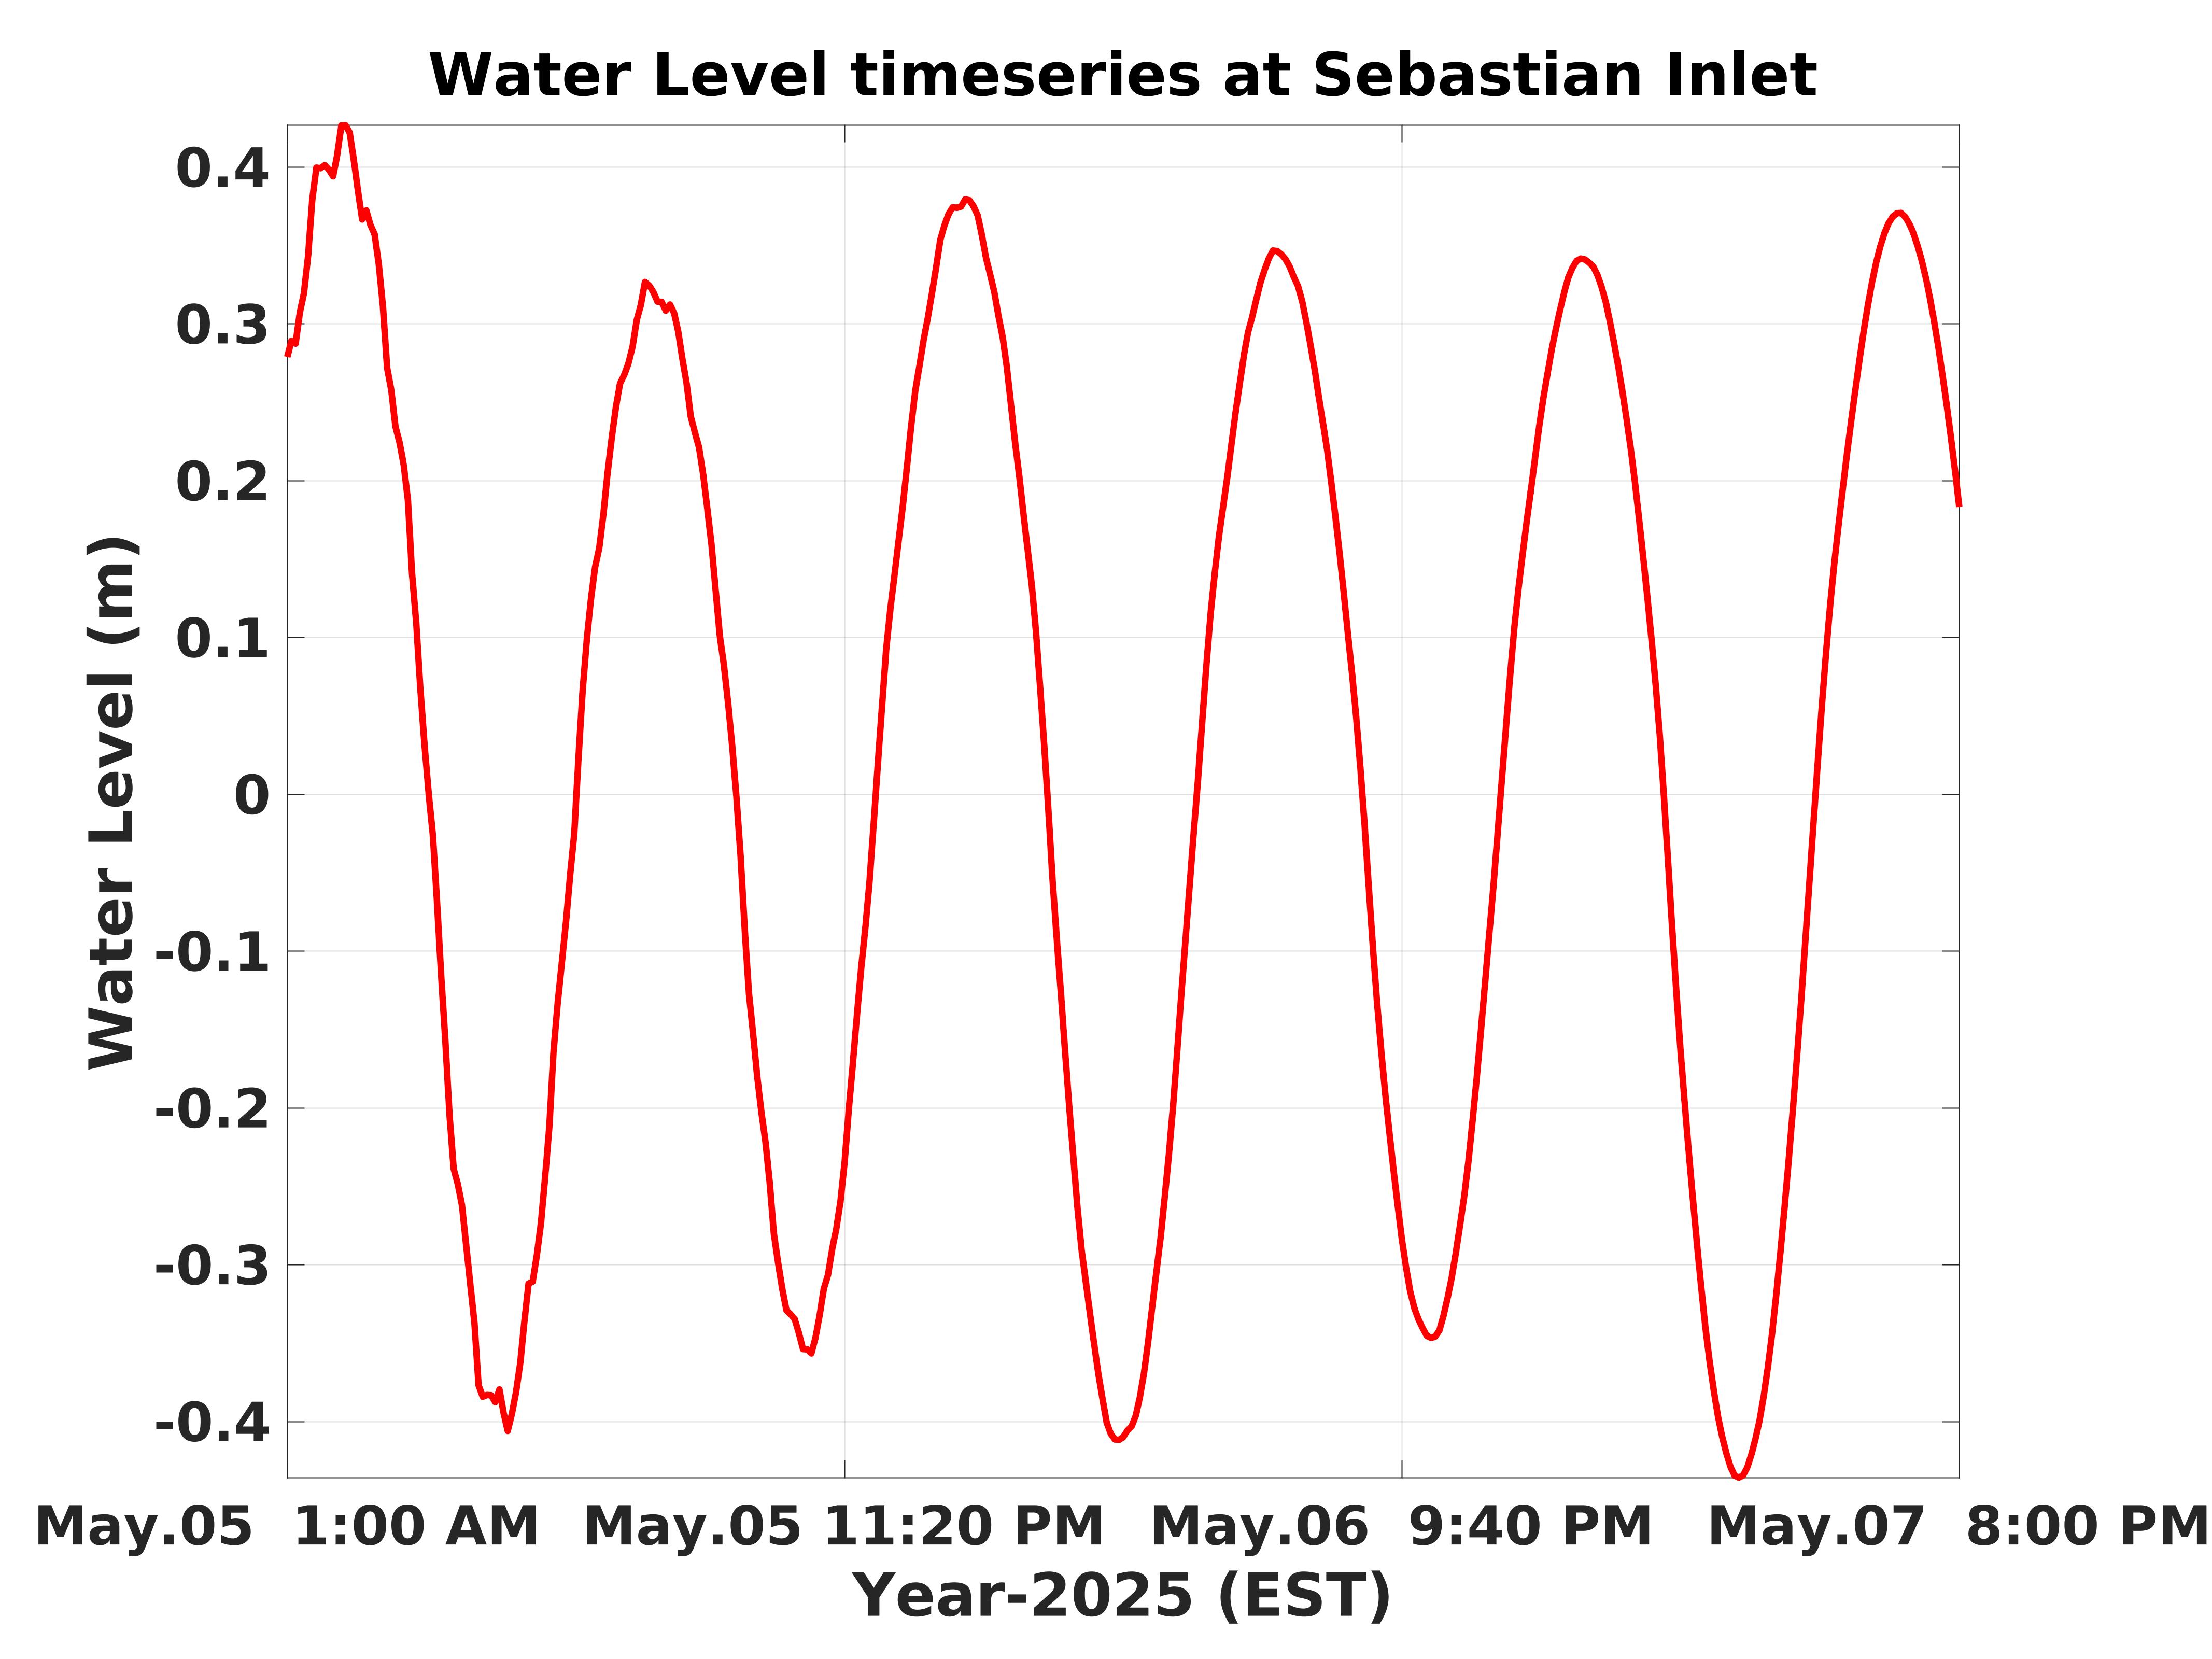 Water Level timeseries at Sebastian Inlet
Water Level (m)
0.4
0.3
0.2
0.1
0
-0.1
-0.2
-0.3
-0.4
May.05 1:00 AM May.05 11:20 PM May.06 9:40 PM May.07 8:00 PM
Year-2025 (EST)